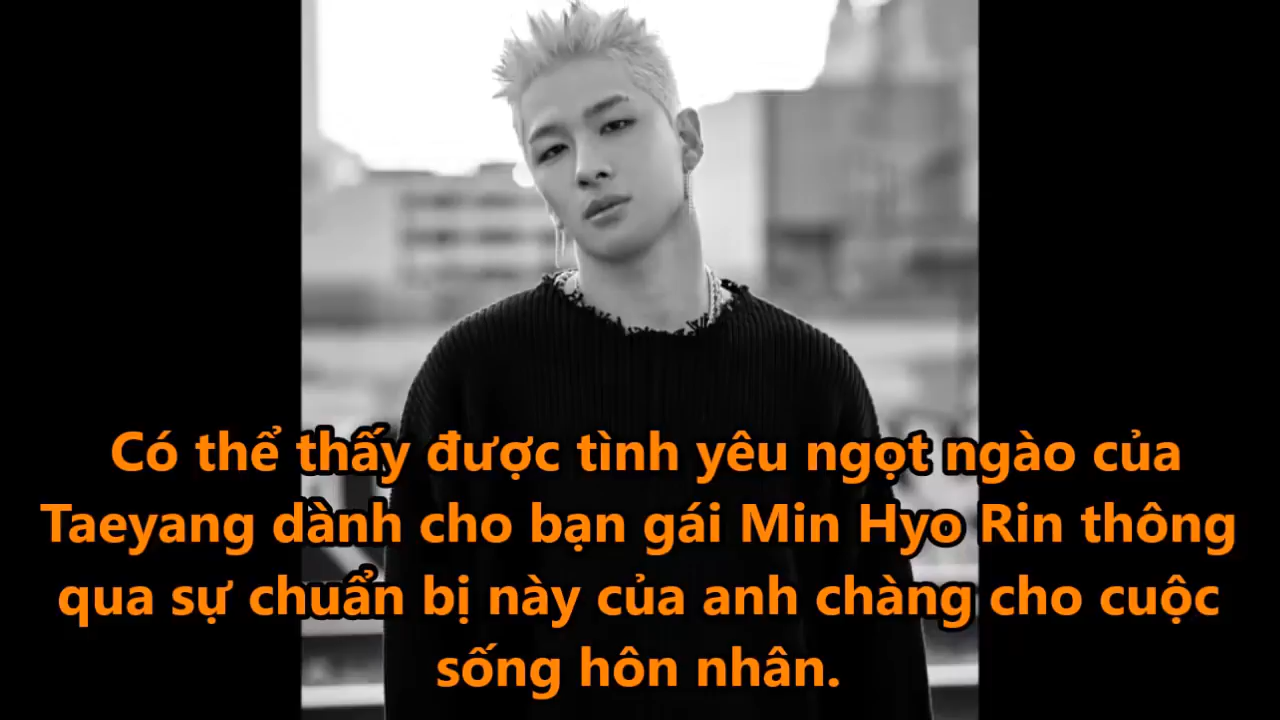 Có thể thấy được tình yêu ngọt ngào của
Taeyang dành cho bạn gái Min Hyo Rin thông
qua sự chuẩn bị này của anh chàng cho cuộc
sống hôn nhân.